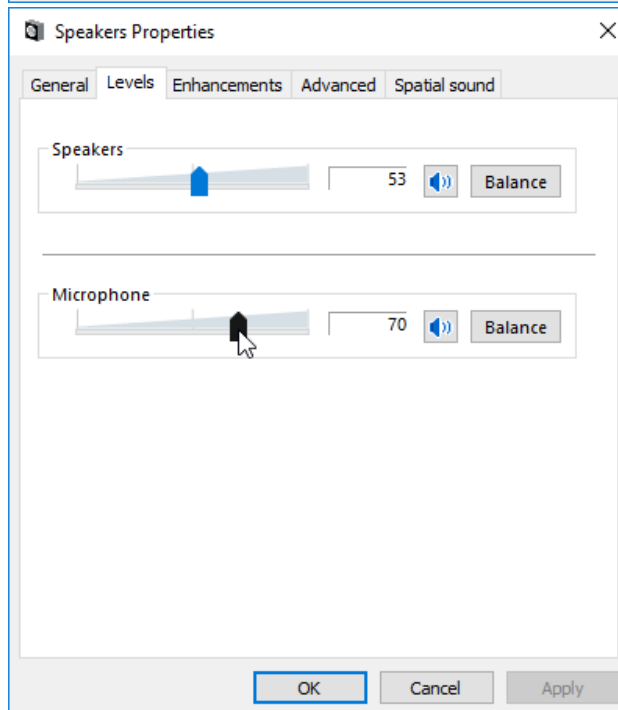 Speakers Properties
General Levels Enhancements Advanced Spatial sound
Speakers
53 Balance
Microphone
70 Balance
OK Cancel Apply